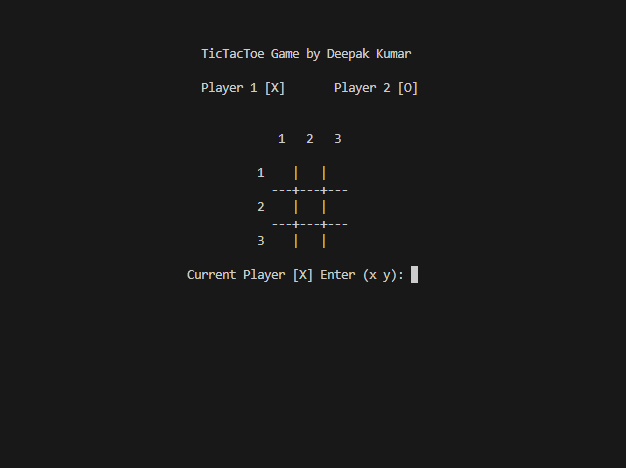 TicTacToe Game by Deepak Kumar
Player 1 [X]       Player 2 [O]
1   2   3
1    |   |
---+---+---
2    |   |
---+---+---
3    |   |
Current Player [X] Enter (x y):